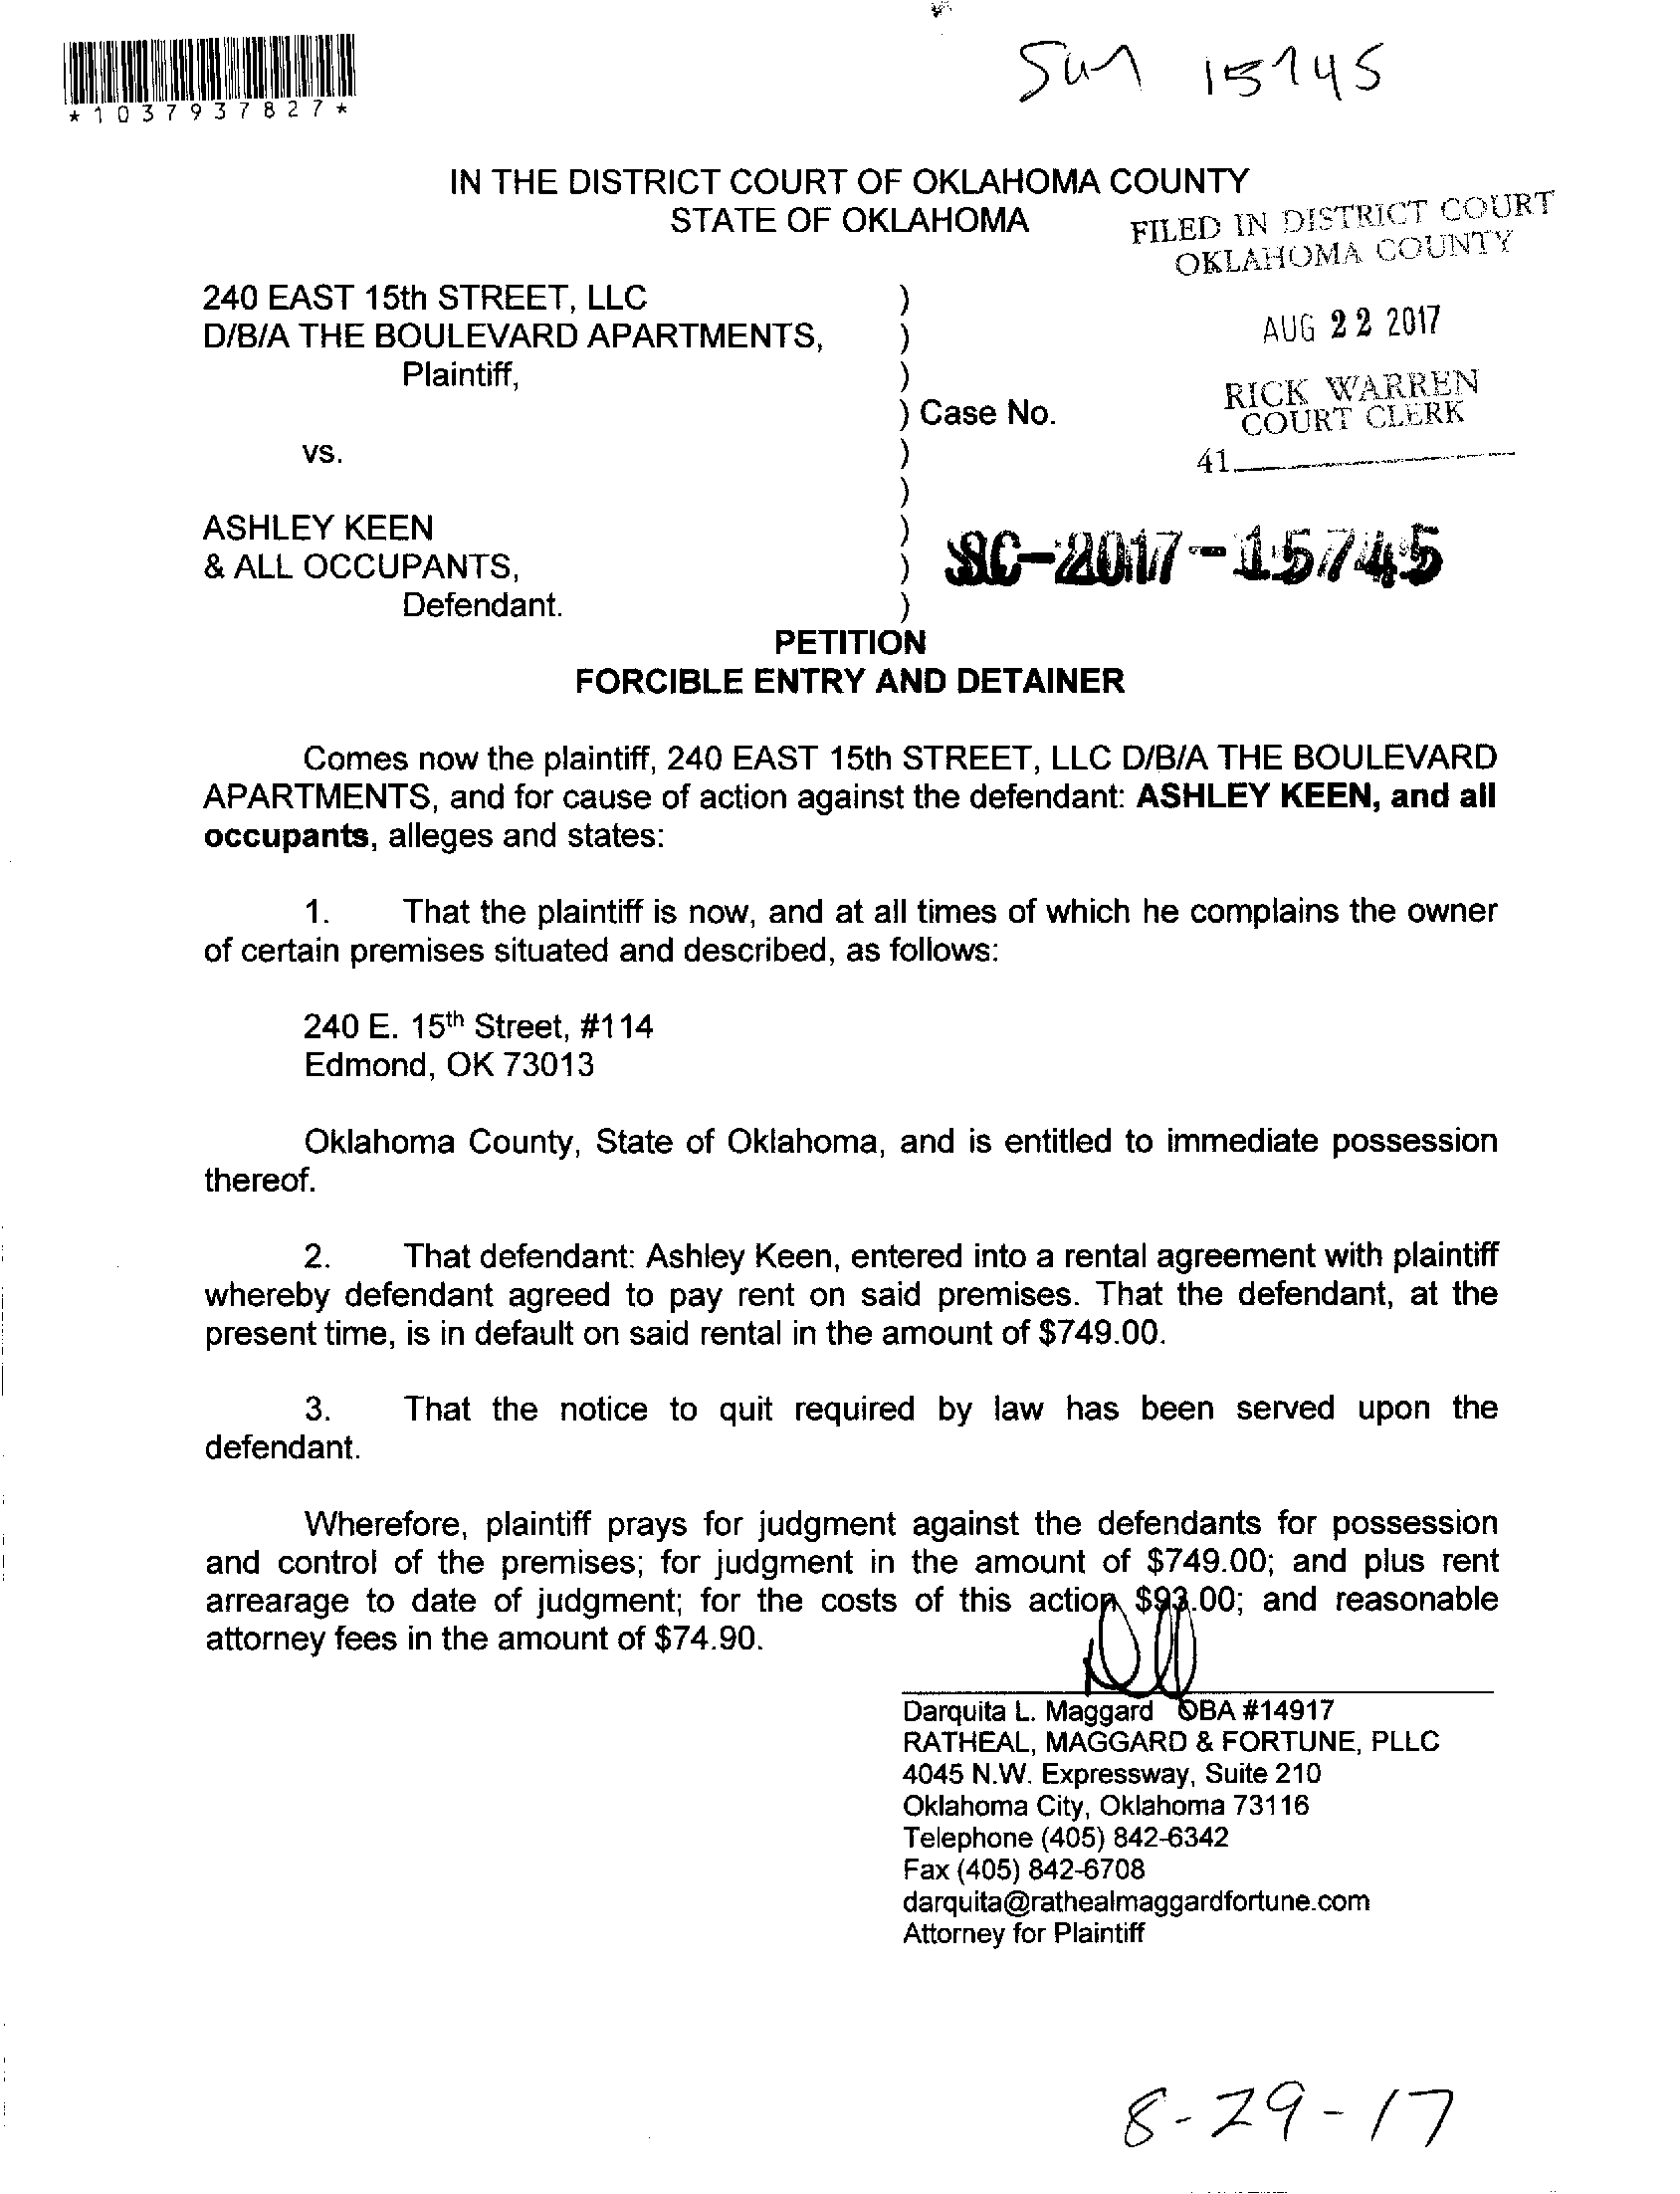 Sum 15745
*1037937827*
IN THE DISTRICT COURT OF OKLAHOMA COUNTY
STATE OF OKLAHOMA
FILED IN DISTRICT COURT
OKLAHOMA COUNTY
240 EAST 15th STREET, LLC )
D/B/A THE BOULEVARD APARTMENTS, )
AUG 22 2017
Plaintiff, )
RICK WARREN
) Case No.
COURT CLERK
vs. )
41
)
ASHLEY KEEN )
SC-2017-15745
& ALL OCCUPANTS, )
Defendant. )
PETITION
FORCIBLE ENTRY AND DETAINER
Comes now the plaintiff, 240 EAST 15th STREET, LLC D/B/A THE BOULEVARD
APARTMENTS, and for cause of action against the defendant: ASHLEY KEEN, and all
occupants, alleges and states:
1. That the plaintiff is now, and at all times of which he complains the owner
of certain premises situated and described, as follows:
240 E. 15th Street, #114
Edmond, OK 73013
Oklahoma County, State of Oklahoma, and is entitled to immediate possession
thereof.
2. That defendant: Ashley Keen, entered into a rental agreement with plaintiff
whereby defendant agreed to pay rent on said premises. That the defendant, at the
present time, is in default on said rental in the amount of $749.00.
3. That the notice to quit required by law has been served upon the
defendant.
Wherefore, plaintiff prays for judgment against the defendants for possession
and control of the premises; for judgment in the amount of $749.00; and plus rent
arrearage to date of judgment; for the costs of this action $93.00; and reasonable
attorney fees in the amount of $74.90.
Darquita L. Maggard OBA #14917
RATHEAL, MAGGARD & FORTUNE, PLLC
4045 N.W. Expressway, Suite 210
Oklahoma City, Oklahoma 73116
Telephone (405) 842-6342
Fax (405) 842-6708
darquita@rathealmaggardfortune.com
Attorney for Plaintiff
8-29-17